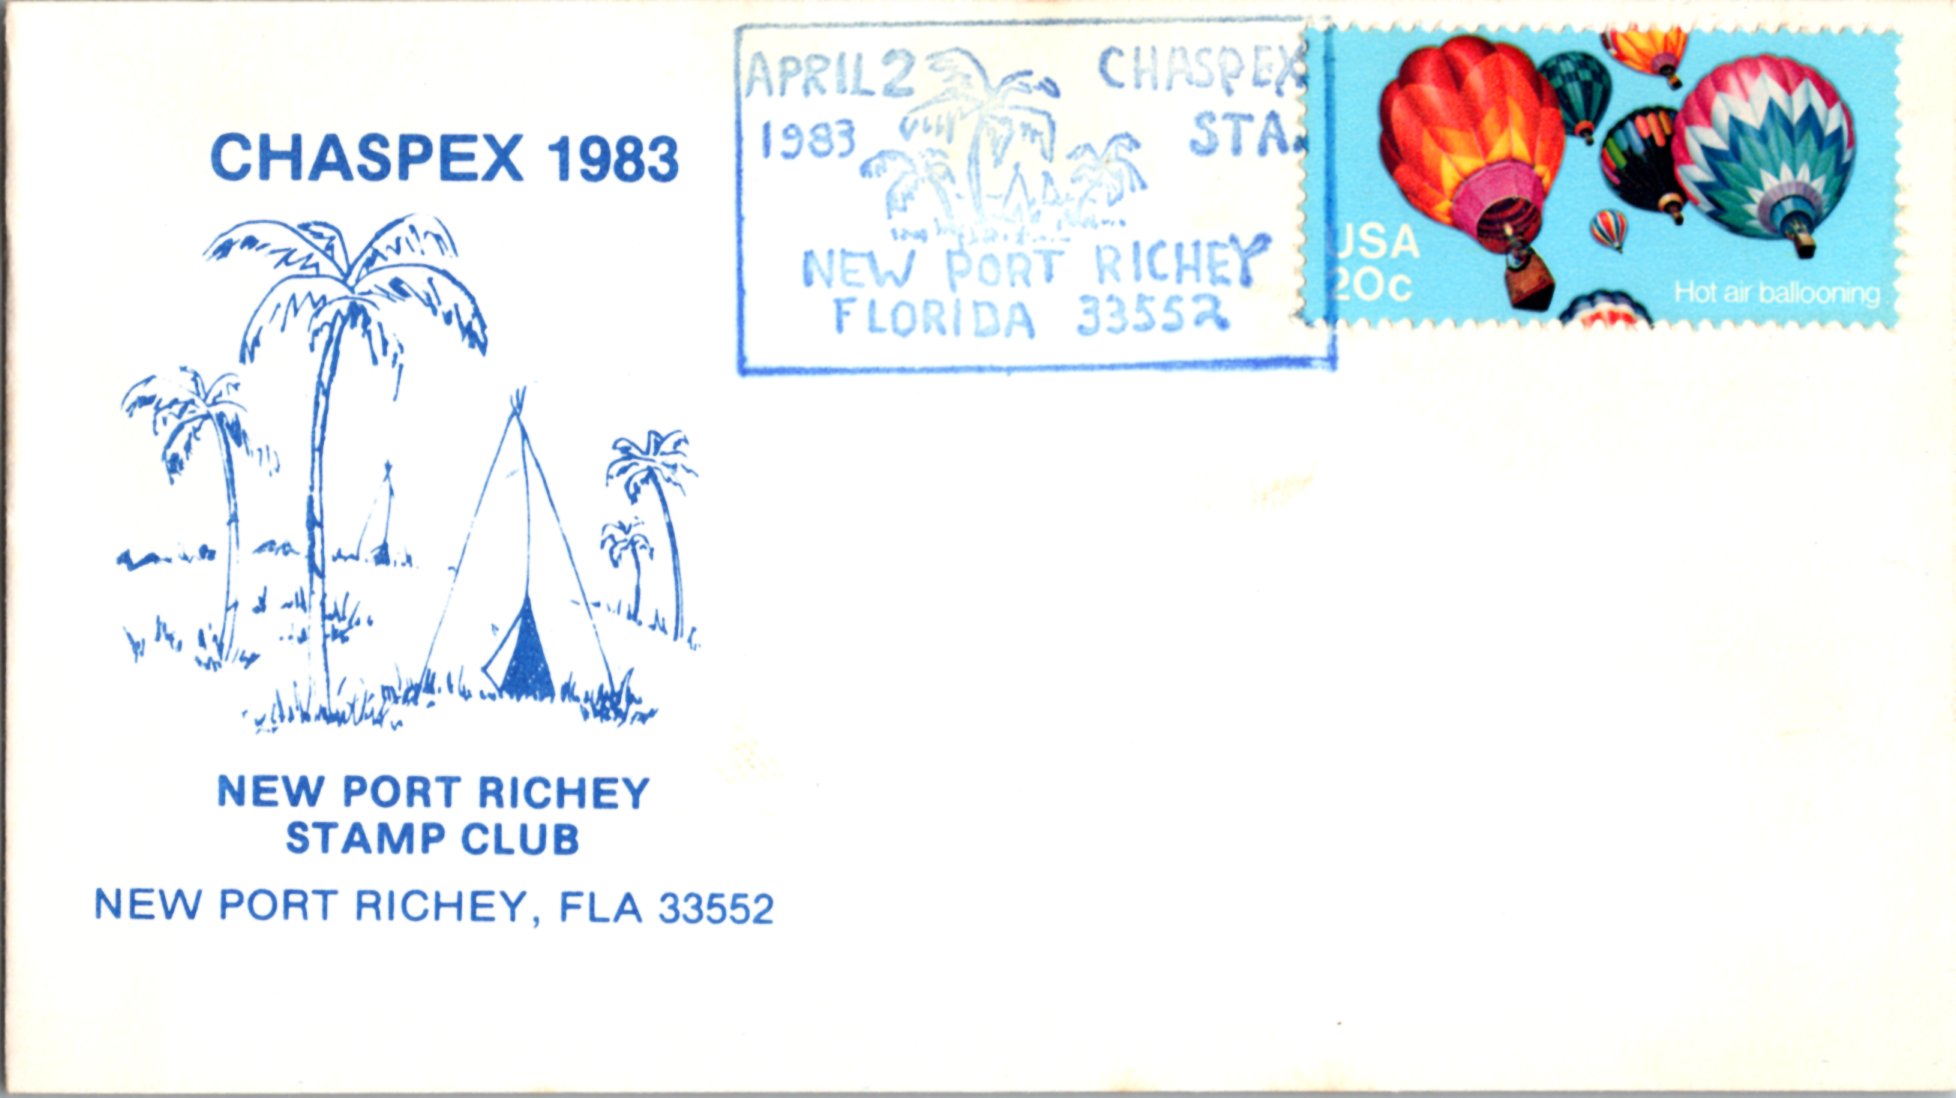 CHASPEX 1983
NEW PORT RICHEY
STAMP CLUB
NEW PORT RICHEY, FLA 33552
APRIL 2 CHASPEX
1983 STA.
NEW PORT RICHEY
FLORIDA 33552
USA
20c
Hot air ballooning